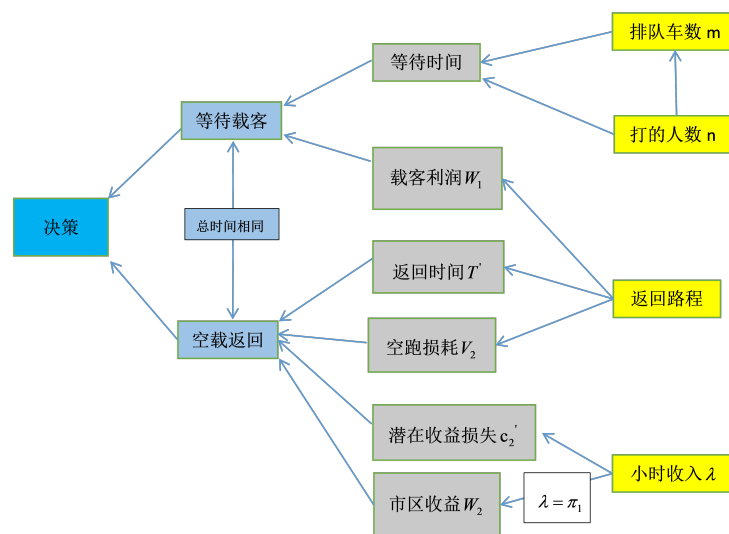 排队车数 m
等待时间
等待载客
打的人数 n
载客利润W₁
决策
总时间相同
返回时间T'
返回路程
空载返回
空跑损耗V₂
潜在收益损失c₂'
小时收入λ
市区收益W₂
λ=π₁